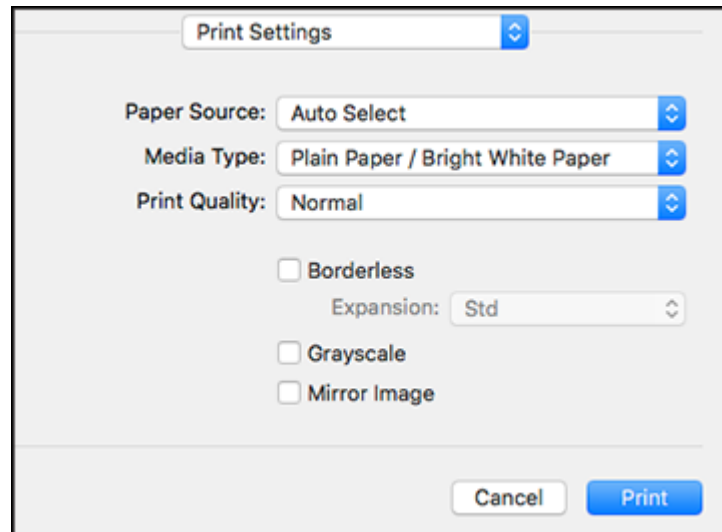 Print Settings
Paper Source: Auto Select
Media Type: Plain Paper / Bright White Paper
Print Quality: Normal
Borderless
Expansion: Std
Grayscale
Mirror Image
Cancel Print